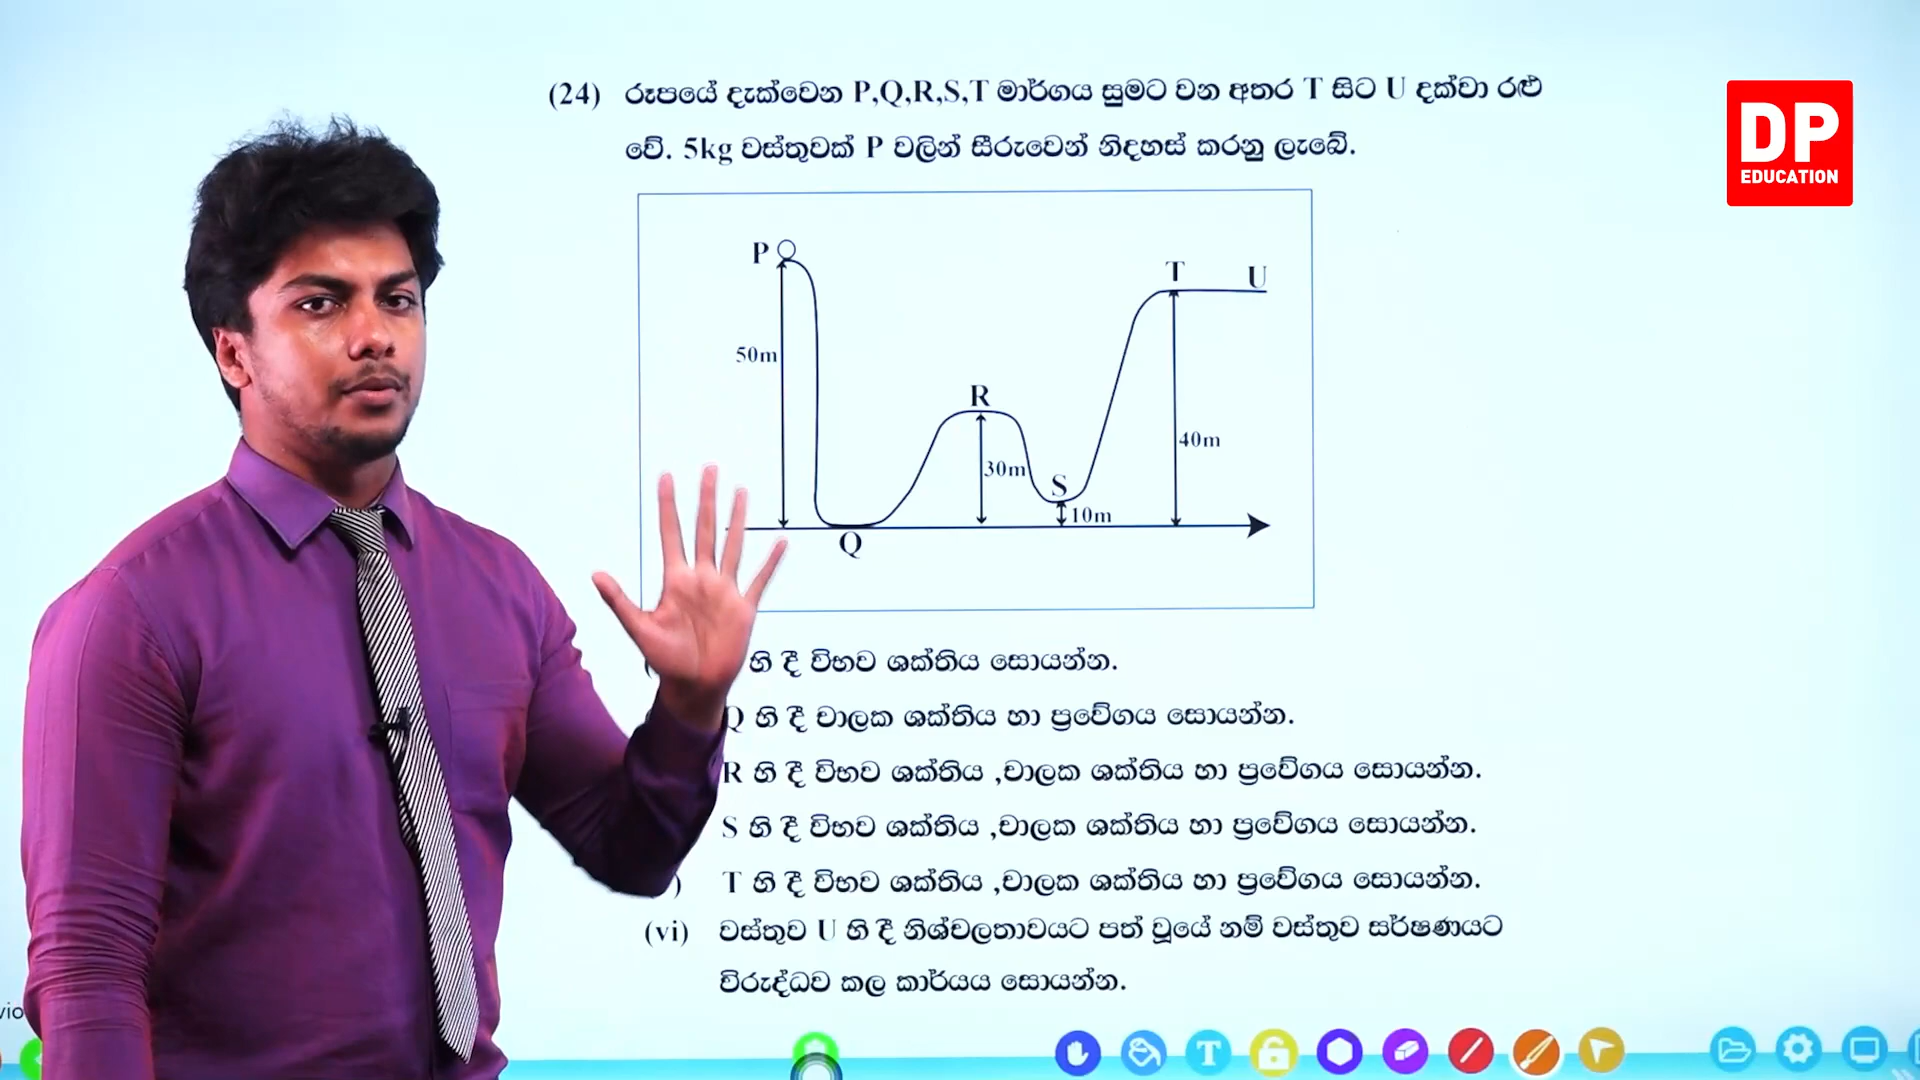 (24) රූපයේ දැක්වෙන P,Q,R,S,T මාර්ගය සුමට වන අතර T සිට U දක්වා රළු
වේ. 5kg වස්තුවක් P වලින් සීරුවෙන් නිදහස් කරනු ලැබේ.
DP
EDUCATION
P
T
U
50m
R
40m
30m
S
10m
Q
හි දී විභව ශක්තිය සොයන්න.
Q හි දී චාලක ශක්තිය හා ප්‍රවේගය සොයන්න.
R හි දී විභව ශක්තිය ,චාලක ශක්තිය හා ප්‍රවේගය සොයන්න.
S හි දී විභව ශක්තිය ,චාලක ශක්තිය හා ප්‍රවේගය සොයන්න.
) T හි දී විභව ශක්තිය ,චාලක ශක්තිය හා ප්‍රවේගය සොයන්න.
(vi) වස්තුව U හි දී නිශ්චලතාවයට පත් වූයේ නම් වස්තුව ඝර්ෂණයට
විරුද්ධව කල කාර්යය සොයන්න.
T